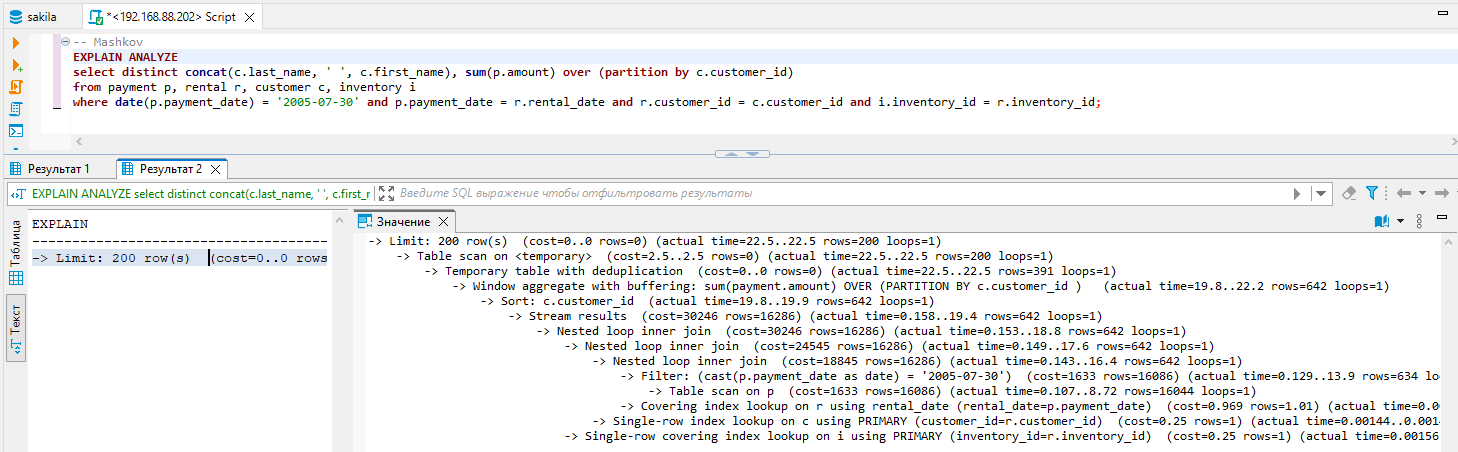 sakila
*<192.168.88.202> Script
-- Mashkov
EXPLAIN ANALYZE
select distinct concat(c.last_name, ' ', c.first_name), sum(p.amount) over (partition by c.customer_id)
from payment p, rental r, customer c, inventory i
where date(p.payment_date) = '2005-07-30' and p.payment_date = r.rental_date and r.customer_id = c.customer_id and i.inventory_id = r.inventory_id;
Результат 1
Результат 2
EXPLAIN ANALYZE select distinct concat(c.last_name, ' ', c.first_r
Введите SQL выражение чтобы отфильтровать результаты
Таблица
Текст
EXPLAIN
-------------------------------------
-> Limit: 200 row(s)  (cost=0..0 rows
Значение
-> Limit: 200 row(s)  (cost=0..0 rows=0) (actual time=22.5..22.5 rows=200 loops=1)
-> Table scan on <temporary>  (cost=2.5..2.5 rows=0) (actual time=22.5..22.5 rows=200 loops=1)
-> Temporary table with deduplication  (cost=0..0 rows=0) (actual time=22.5..22.5 rows=391 loops=1)
-> Window aggregate with buffering: sum(payment.amount) OVER (PARTITION BY c.customer_id )   (actual time=19.8..22.2 rows=642 loops=1)
-> Sort: c.customer_id  (actual time=19.8..19.9 rows=642 loops=1)
-> Stream results  (cost=30246 rows=16286) (actual time=0.158..19.4 rows=642 loops=1)
-> Nested loop inner join  (cost=30246 rows=16286) (actual time=0.153..18.8 rows=642 loops=1)
-> Nested loop inner join  (cost=24545 rows=16286) (actual time=0.149..17.6 rows=642 loops=1)
-> Nested loop inner join  (cost=18845 rows=16286) (actual time=0.143..16.4 rows=642 loops=1)
-> Filter: (cast(p.payment_date as date) = '2005-07-30')  (cost=1633 rows=16086) (actual time=0.129..13.9 rows=634 lo
-> Table scan on p  (cost=1633 rows=16086) (actual time=0.107..8.72 rows=16044 loops=1)
-> Covering index lookup on r using rental_date (rental_date=p.payment_date)  (cost=0.969 rows=1.01) (actual time=0.0
-> Single-row index lookup on c using PRIMARY (customer_id=r.customer_id)  (cost=0.25 rows=1) (actual time=0.00144..0.0014
-> Single-row covering index lookup on i using PRIMARY (inventory_id=r.inventory_id)  (cost=0.25 rows=1) (actual time=0.00156